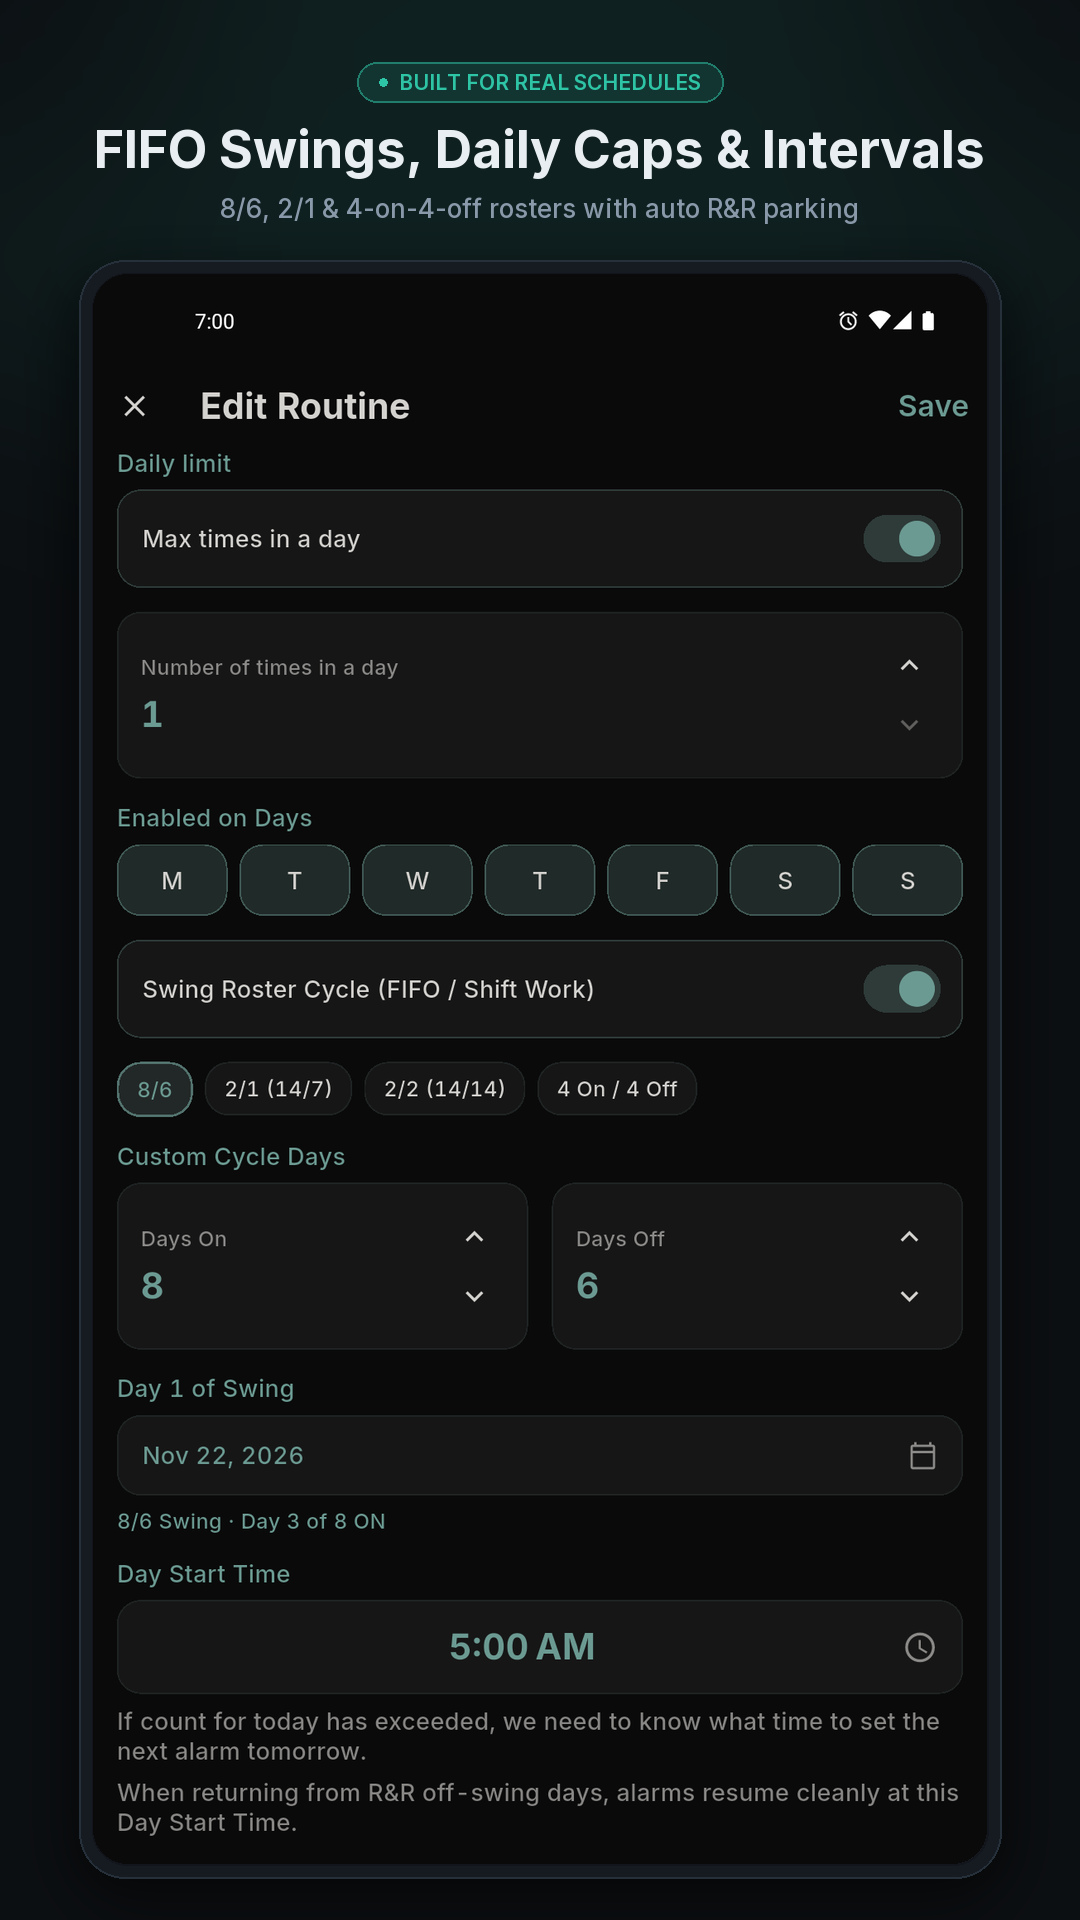 BUILT FOR REAL SCHEDULES
FIFO Swings, Daily Caps & Intervals
8/6, 2/1 & 4-on-4-off rosters with auto R&R parking
7:00
Edit Routine
Save
Daily limit
Max times in a day
Number of times in a day
1
Enabled on Days
M T W T F S S
Swing Roster Cycle (FIFO / Shift Work)
8/6 2/1 (14/7) 2/2 (14/14) 4 On / 4 Off
Custom Cycle Days
Days On
8
Days Off
6
Day 1 of Swing
Nov 22, 2026
8/6 Swing · Day 3 of 8 ON
Day Start Time
5:00 AM
If count for today has exceeded, we need to know what time to set the
next alarm tomorrow.
When returning from R&R off-swing days, alarms resume cleanly at this
Day Start Time.